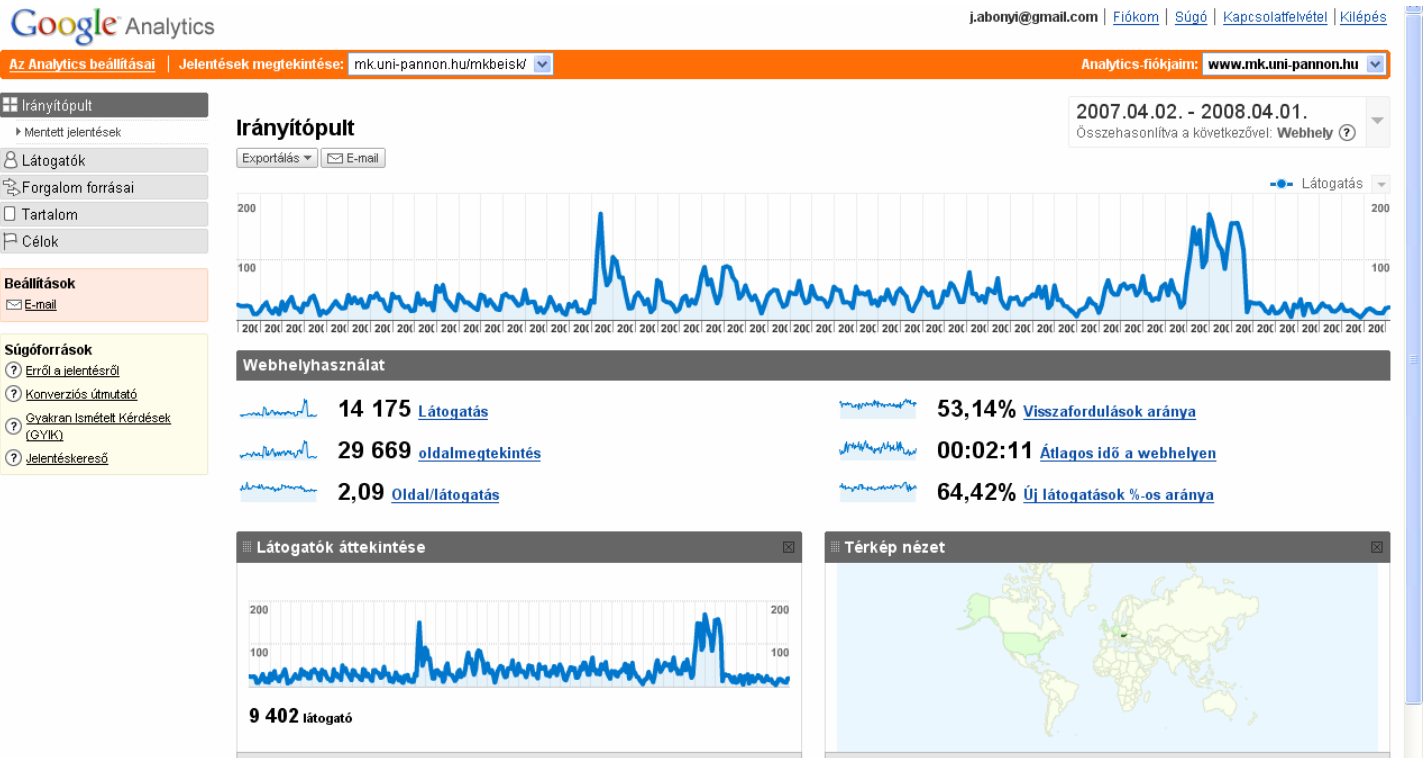 Google Analytics
j.abonyi@gmail.com | Fiókom | Súgó | Kapcsolatfelvétel | Kilépés
Az Analytics beállításai | Jelentések megtekintése: mk.uni-pannon.hu/mkbeisk/
Analytics-fiókjaim: www.mk.uni-pannon.hu
Irányítópult
Mentett jelentések
Látogatók
Forgalom forrásai
Tartalom
Célok
Beállítások
E-mail
Súgóforrások
? Erről a jelentésről
? Konverziós útmutató
? Gyakran Ismételt Kérdések
(GYIK)
? Jelentéskereső
Irányítópult
2007.04.02. - 2008.04.01.
Összehasonlítva a következővel: Webhely ?
Exportálás E-mail
Látogatás
200 200
100 100
Webhelyhasználat
14 175 Látogatás
53,14% Visszafordulások aránya
29 669 oldalmegtekintés
00:02:11 Átlagos idő a webhelyen
2,09 Oldal/látogatás
64,42% Új látogatások %-os aránya
Látogatók áttekintése
200 200
100 100
9 402 látogató
Térkép nézet